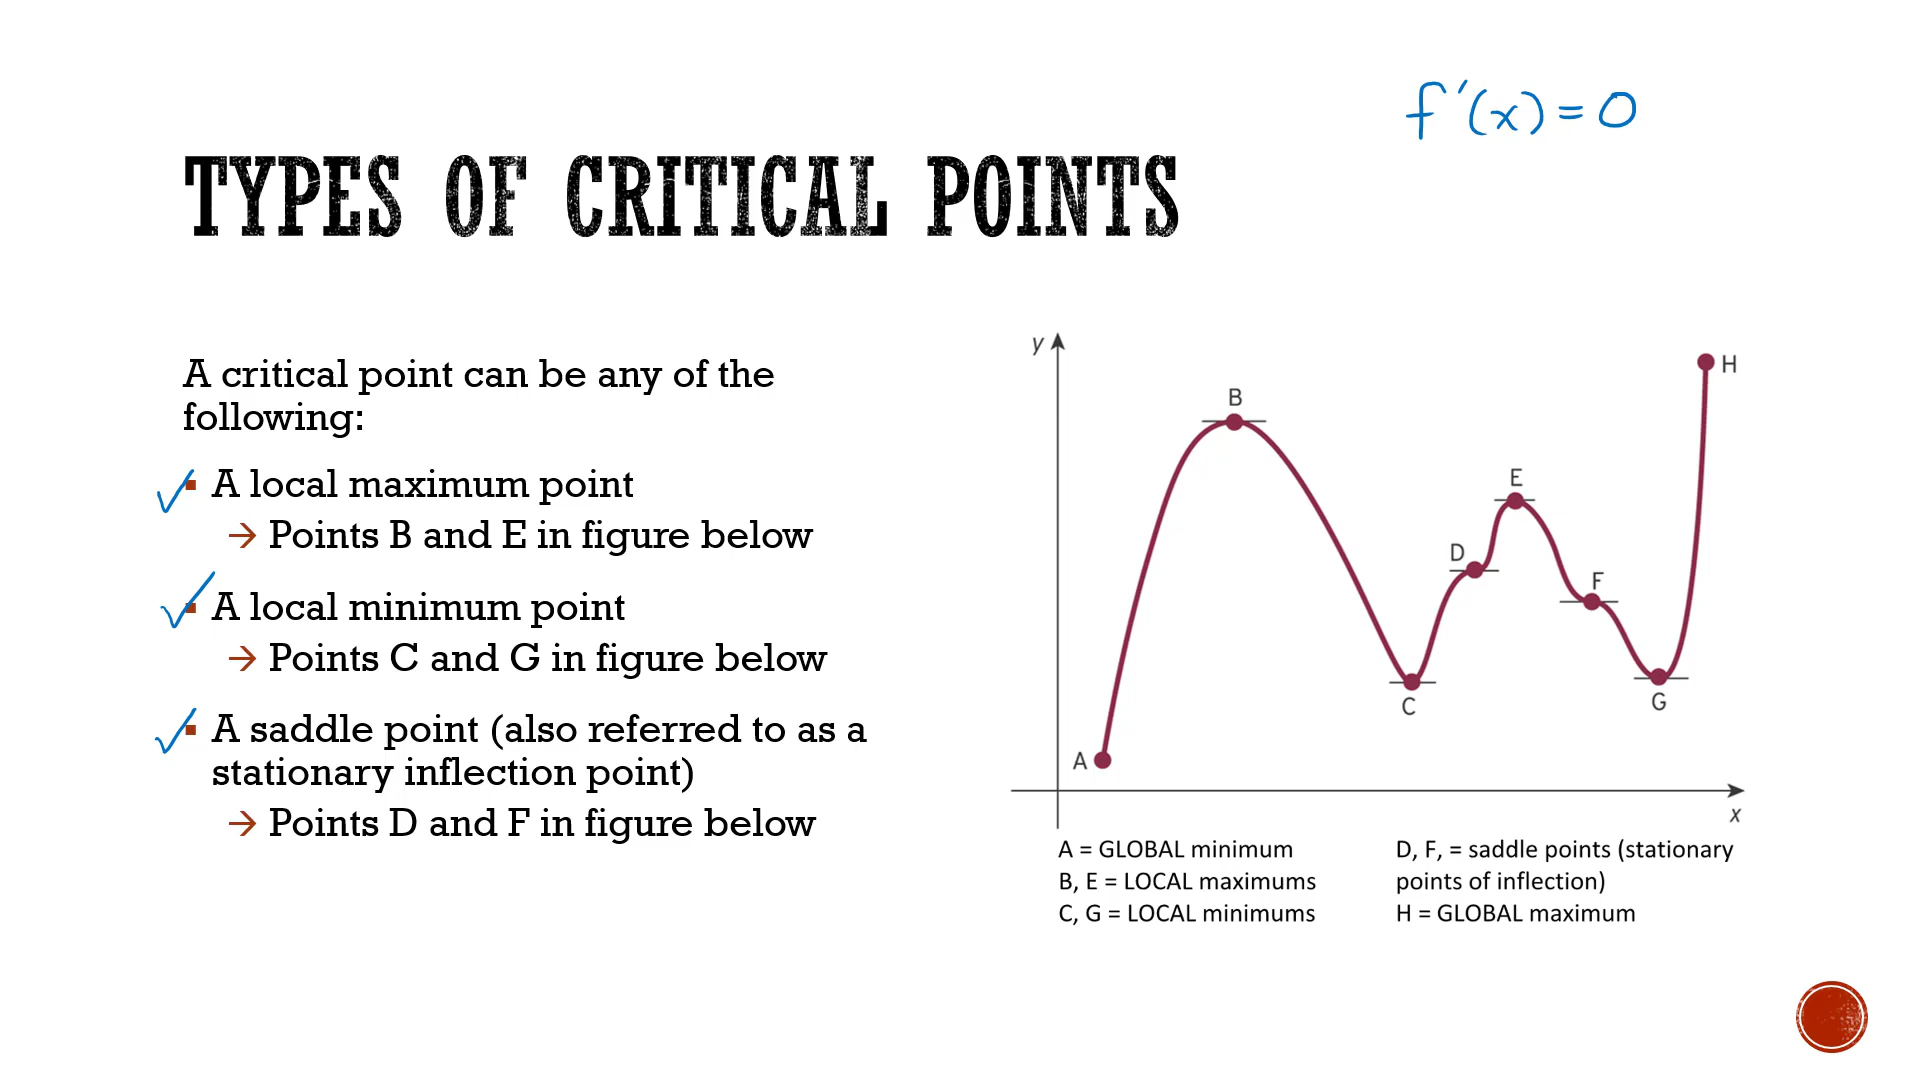 f'(x) = 0
TYPES OF CRITICAL POINTS
A critical point can be any of the
following:
▪ A local maximum point
→ Points B and E in figure below
▪ A local minimum point
→ Points C and G in figure below
▪ A saddle point (also referred to as a
stationary inflection point)
→ Points D and F in figure below
y
H
B
E
D
F
C
G
A
x
A = GLOBAL minimum
B, E = LOCAL maximums
C, G = LOCAL minimums
D, F, = saddle points (stationary
points of inflection)
H = GLOBAL maximum